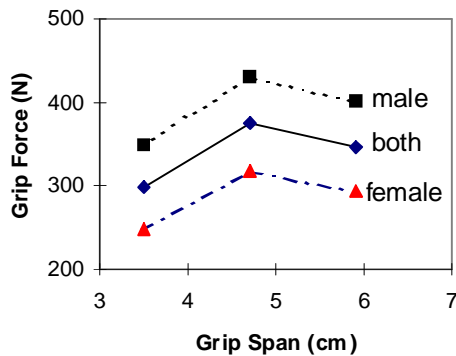 500
400
300
200
Grip Force (N)
male
both
female
3 4 5 6 7
Grip Span (cm)